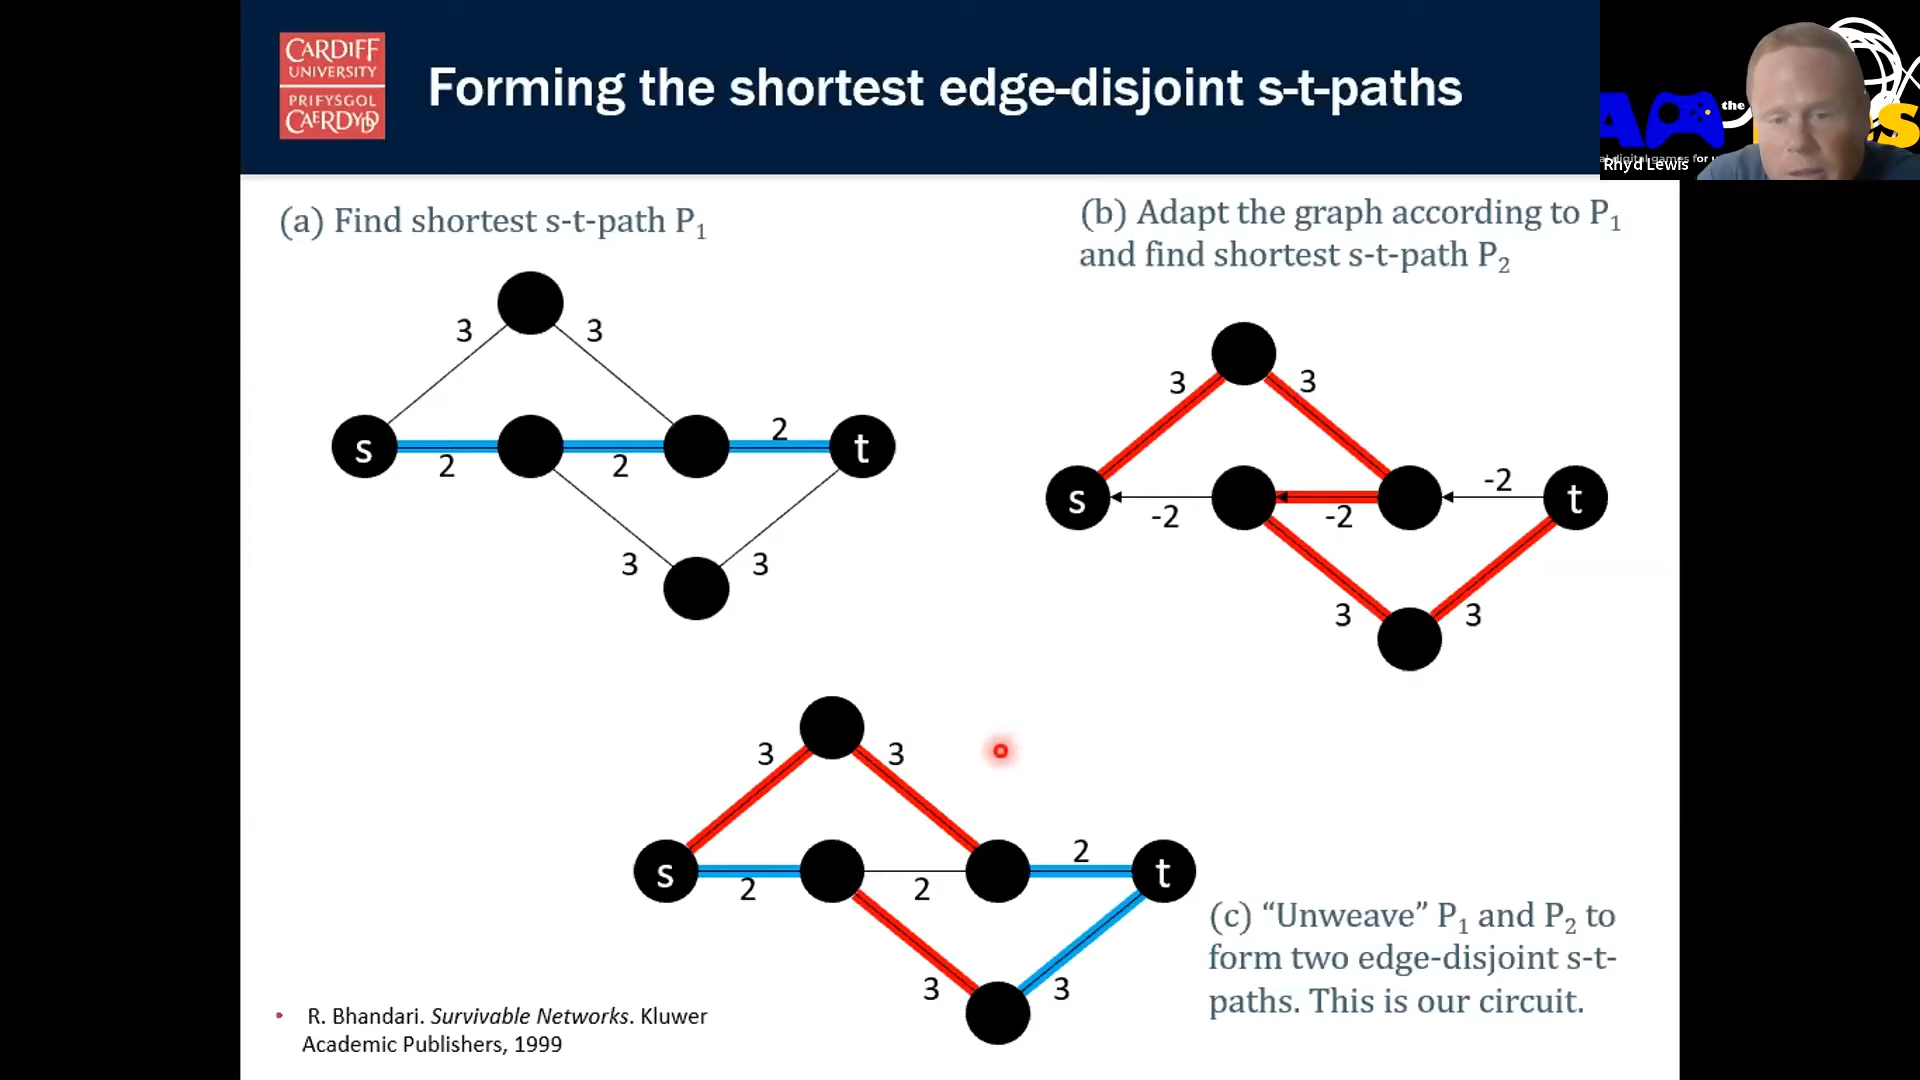 CARDIFF
UNIVERSITY
PRIFYSGOL
CAERDYDD
Forming the shortest edge-disjoint s-t-paths
the
Rhyd Lewis
(a) Find shortest s-t-path P1
3
3
s
2
2
2
t
3
3
(b) Adapt the graph according to P1
and find shortest s-t-path P2
3
3
s
-2
-2
-2
t
3
3
3
3
s
2
2
2
t
3
3
(c) “Unweave” P1 and P2 to
form two edge-disjoint s-t-
paths. This is our circuit.
• R. Bhandari. Survivable Networks. Kluwer
Academic Publishers, 1999